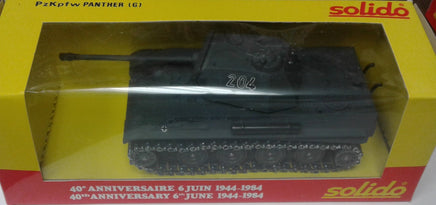 PzKpfw PANTHER (G)
solido
204
40e ANNIVERSAIRE 6 JUIN 1944-1984
40th ANNIVERSARY 6th JUNE 1944-1984
solido